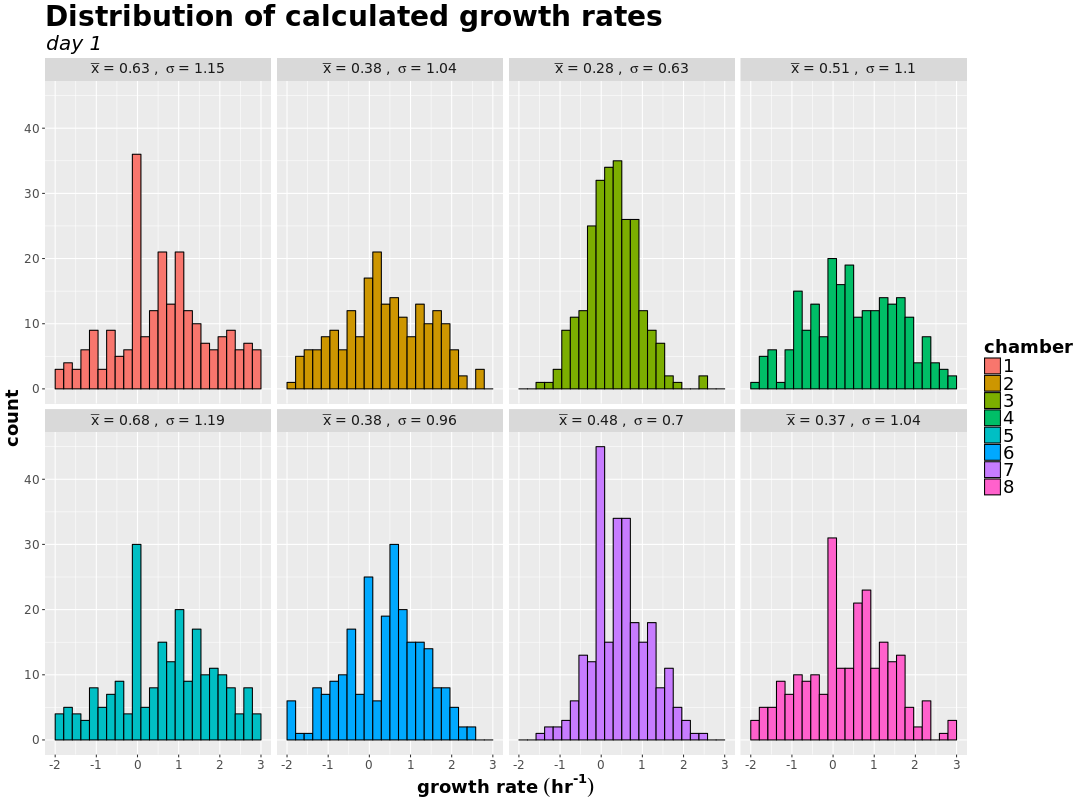 Distribution of calculated growth rates
day 1
x̅ = 0.63 , σ = 1.15
x̅ = 0.38 , σ = 1.04
x̅ = 0.28 , σ = 0.63
x̅ = 0.51 , σ = 1.1
40
30
20
10
0
x̅ = 0.68 , σ = 1.19
x̅ = 0.38 , σ = 0.96
x̅ = 0.48 , σ = 0.7
x̅ = 0.37 , σ = 1.04
40
30
20
10
0
-2 -1 0 1 2 3
-2 -1 0 1 2 3
-2 -1 0 1 2 3
-2 -1 0 1 2 3
count
growth rate (hr⁻¹)
chamber
1
2
3
4
5
6
7
8